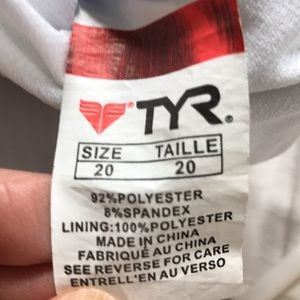 TYR®
SIZE TAILLE
20 20
92%POLYESTER
8%SPANDEX
LINING:100%POLYESTER
MADE IN CHINA
FABRIQUÉ AU CHINA
SEE REVERSE FOR CARE
ENTRELL'EN AU VERSO